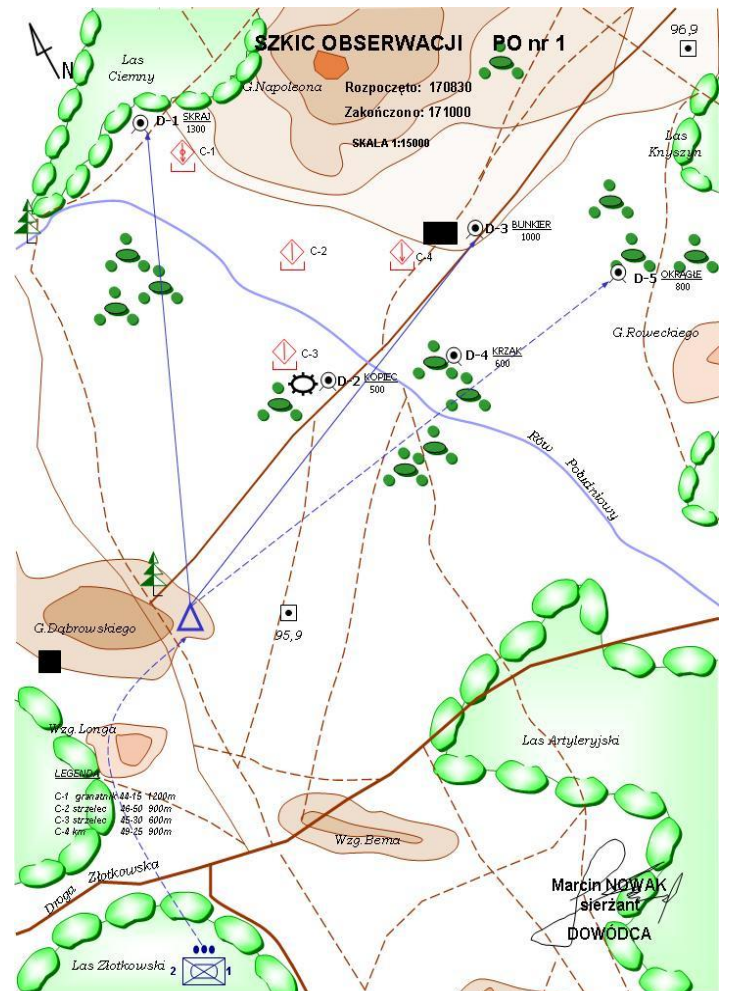 SZKIC OBSERWACJI PO nr 1
96,9
N
Las
Ciemny
G.Napoleona
Rozpoczęto: 170830
Zakończono: 171000
SKALA 1:15000
D-1 SKRAJ
1300
C-1
Las
Knyszyn
D-3 BUNKIER
1000
C-2
C-4
D-5 OKRĄGŁE
800
G.Roweckiego
C-3
D-4 KRZAK
600
D-2 KOPIEC
500
Rów Południowy
G.Dąbrowskiego
95,9
Wzg.Longa
Las Artyleryjski
LEGENDA
C-1 granatnik 44-15 1200m
C-2 strzelec 46-50 900m
C-3 strzelec 45-30 600m
C-4 km 49-25 900m
Wzg.Bema
Droga Złotkowska
Marcin NOWAK
sierżant
DOWÓDCA
Las Złotkowski
2 1